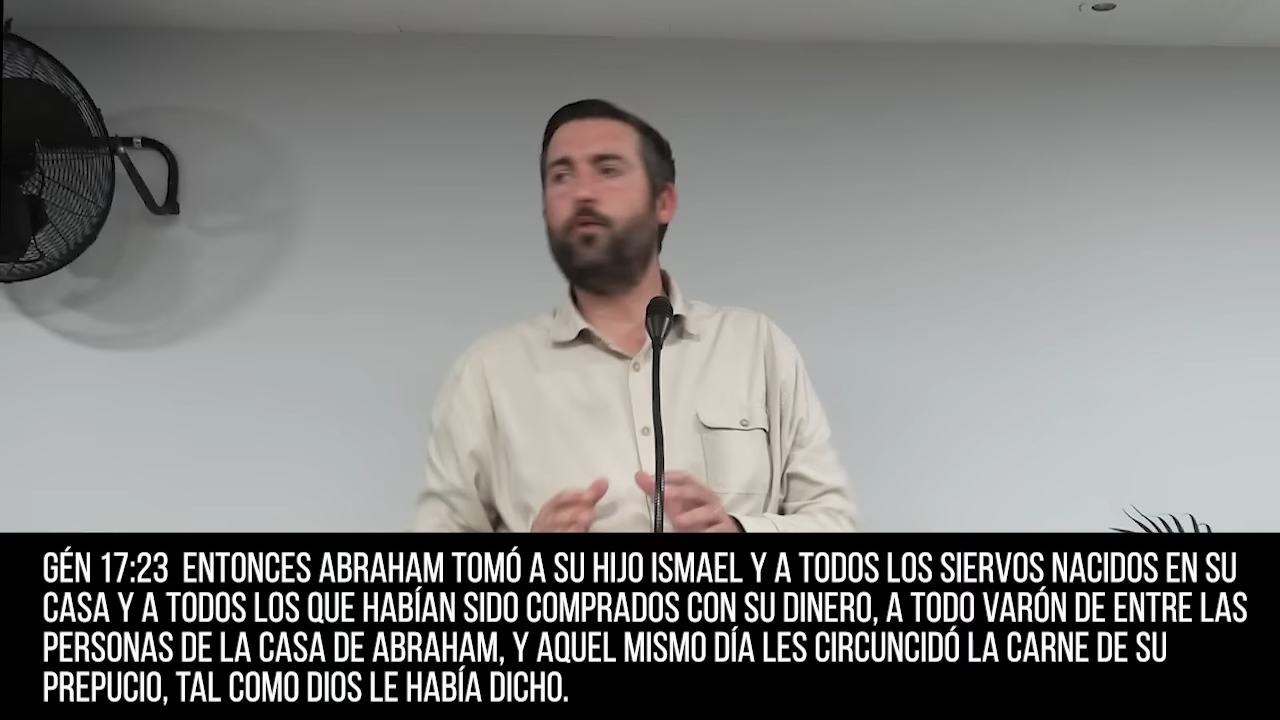 GÉN 17:23  ENTONCES ABRAHAM TOMÓ A SU HIJO ISMAEL Y A TODOS LOS SIERVOS NACIDOS EN SU
CASA Y A TODOS LOS QUE HABÍAN SIDO COMPRADOS CON SU DINERO, A TODO VARÓN DE ENTRE LAS
PERSONAS DE LA CASA DE ABRAHAM, Y AQUEL MISMO DÍA LES CIRCUNCIDÓ LA CARNE DE SU
PREPUCIO, TAL COMO DIOS LE HABÍA DICHO.